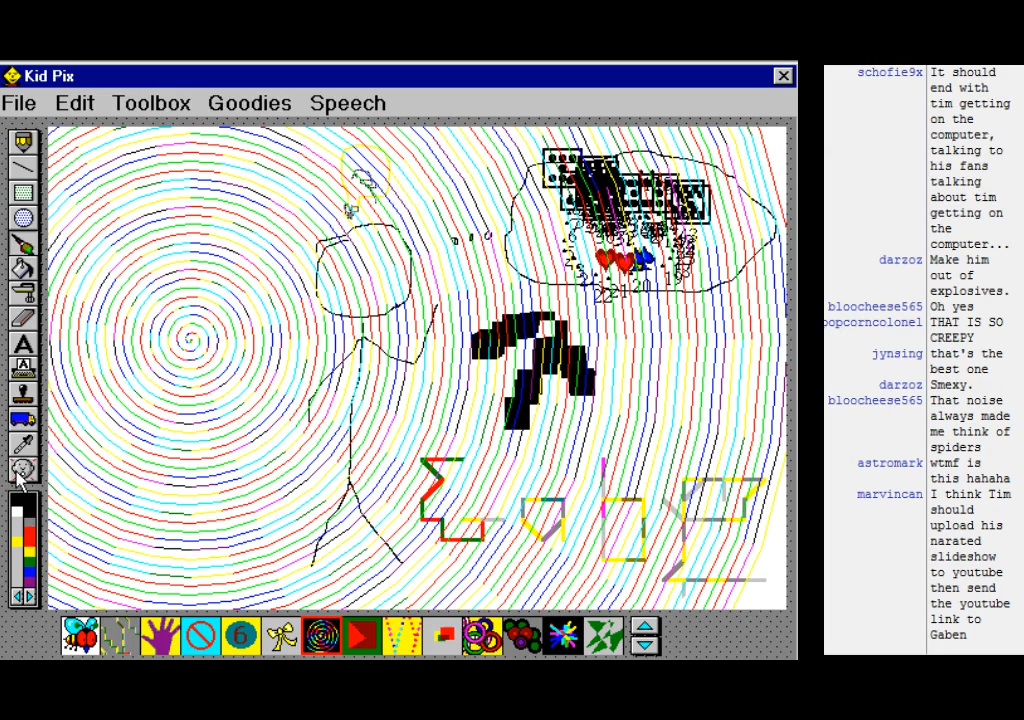 Kid Pix
File Edit Toolbox Goodies Speech
6
schofie9x It should
end with
tim getting
on the
computer,
talking to
his fans
talking
about tim
getting on
the
computer...
darzoz Make him
out of
explosives.
bloocheese565 Oh yes
opcorncolonel THAT IS SO
CREEPY
jynsing that's the
best one
darzoz Smexy.
bloocheese565 That noise
always made
me think of
spiders
astromark wtmf is
this hahaha
marvincan I think Tim
should
upload his
narated
slideshow
to youtube
then send
the youtube
link to
Gaben